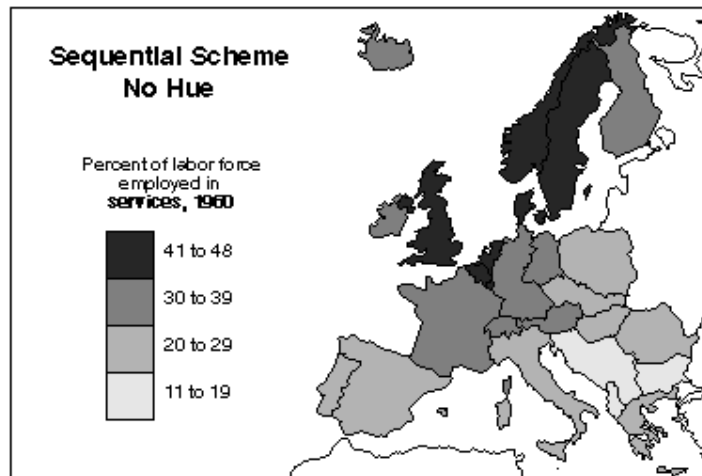 Sequential Scheme
No Hue
Percent of labor force
employed in
services, 1960
41 to 48
30 to 39
20 to 29
11 to 19